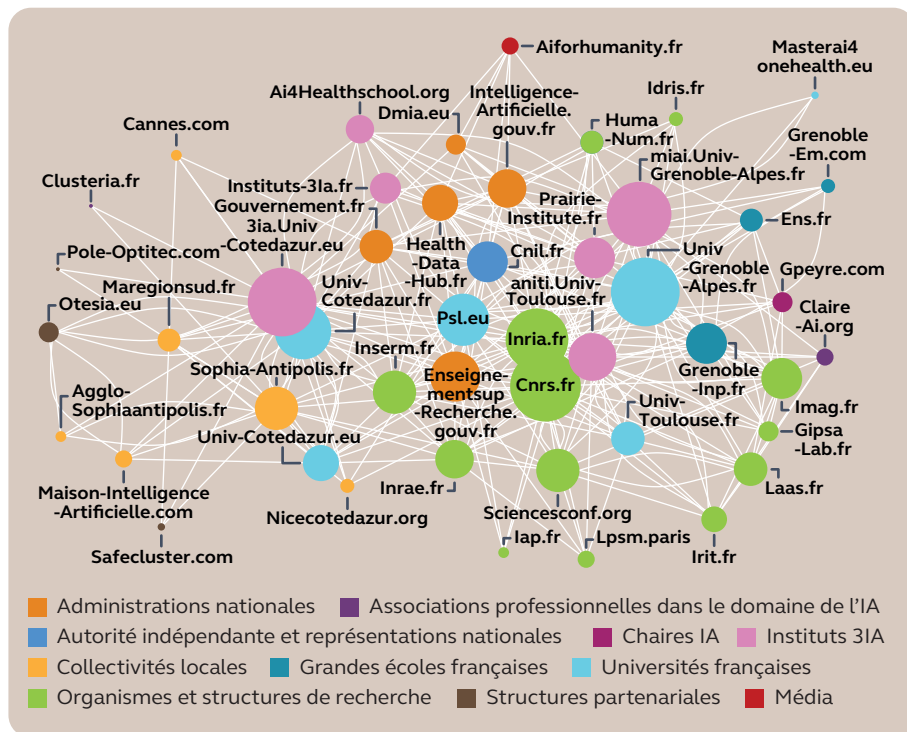 Aiforhumanity.fr
Masterai4
onehealth.eu
Ai4Healthschool.org
Dmia.eu
Intelligence-
Artificielle.
gouv.fr
Idris.fr
Huma
-Num.fr
Cannes.com
Grenoble
-Em.com
miai.Univ-
Grenoble-Alpes.fr
Clusteria.fr
Instituts-3Ia.fr
Gouvernement.fr
Prairie-
Institute.fr
Ens.fr
3ia.Univ
-Cotedazur.eu
Health
-Data
-Hub.fr
Cnil.fr
Univ
-Grenoble
-Alpes.fr
Pole-Optitec.com
Maregionsud.fr
Otesia.eu
Univ-
Cotedazur.fr
aniti.Univ-
Toulouse.fr
Gpeyre.com
Claire
-Ai.org
Psl.eu
Inria.fr
Inserm.fr
Sophia-Antipolis.fr
Enseigne-
mentsup
-Recherche.
gouv.fr
Cnrs.fr
Grenoble
-Inp.fr
Agglo-
Sophiaantipolis.fr
Univ-
Toulouse.fr
Imag.fr
Gipsa
-Lab.fr
Univ-Cotedazur.eu
Maison-Intelligence
-Artificielle.com
Inrae.fr
Laas.fr
Nicecotedazur.org
Sciencesconf.org
Safecluster.com
Iap.fr
Lpsm.paris
Irit.fr
Administrations nationales
Associations professionnelles dans le domaine de l'IA
Autorité indépendante et représentations nationales
Chaires IA
Instituts 3IA
Collectivités locales
Grandes écoles françaises
Universités françaises
Organismes et structures de recherche
Structures partenariales
Média